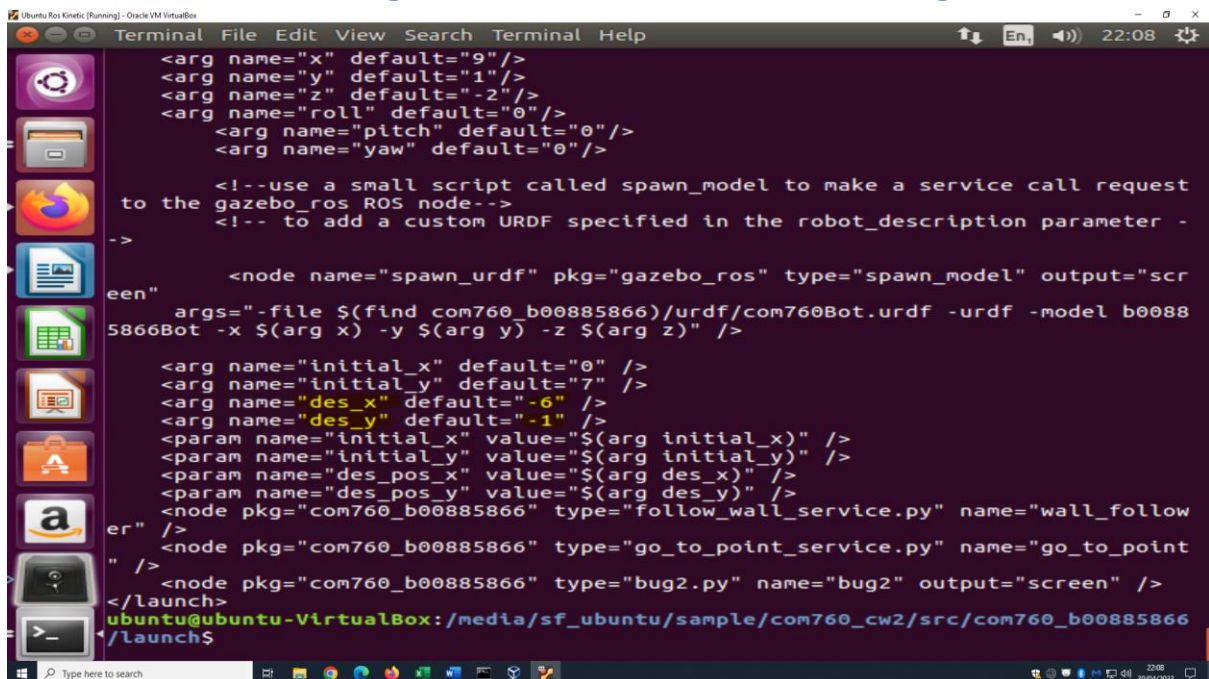 Ubuntu Ros Kinetic [Running] - Oracle VM VirtualBox
Terminal File Edit View Search Terminal Help En1 22:08
<arg name="x" default="9"/>
<arg name="y" default="1"/>
<arg name="z" default="-2"/>
<arg name="roll" default="0"/>
<arg name="pitch" default="0"/>
<arg name="yaw" default="0"/>
<!--use a small script called spawn_model to make a service call request
to the gazebo_ros ROS node-->
<!-- to add a custom URDF specified in the robot_description parameter -
->
<node name="spawn_urdf" pkg="gazebo_ros" type="spawn_model" output="scr
een"
args="-file $(find com760_b00885866)/urdf/com760Bot.urdf -urdf -model b0088
5866Bot -x $(arg x) -y $(arg y) -z $(arg z)" />
<arg name="initial_x" default="0" />
<arg name="initial_y" default="7" />
<arg name="des_x" default="-6" />
<arg name="des_y" default="-1" />
<param name="initial_x" value="$(arg initial_x)" />
<param name="initial_y" value="$(arg initial_y)" />
<param name="des_pos_x" value="$(arg des_x)" />
<param name="des_pos_y" value="$(arg des_y)" />
<node pkg="com760_b00885866" type="follow_wall_service.py" name="wall_follow
er" />
<node pkg="com760_b00885866" type="go_to_point_service.py" name="go_to_point
" />
<node pkg="com760_b00885866" type="bug2.py" name="bug2" output="screen" />
</launch>
ubuntu@ubuntu-VirtualBox:/media/sf_ubuntu/sample/com760_cw2/src/com760_b00885866
/launch$
Type here to search 22:08
30/04/2022